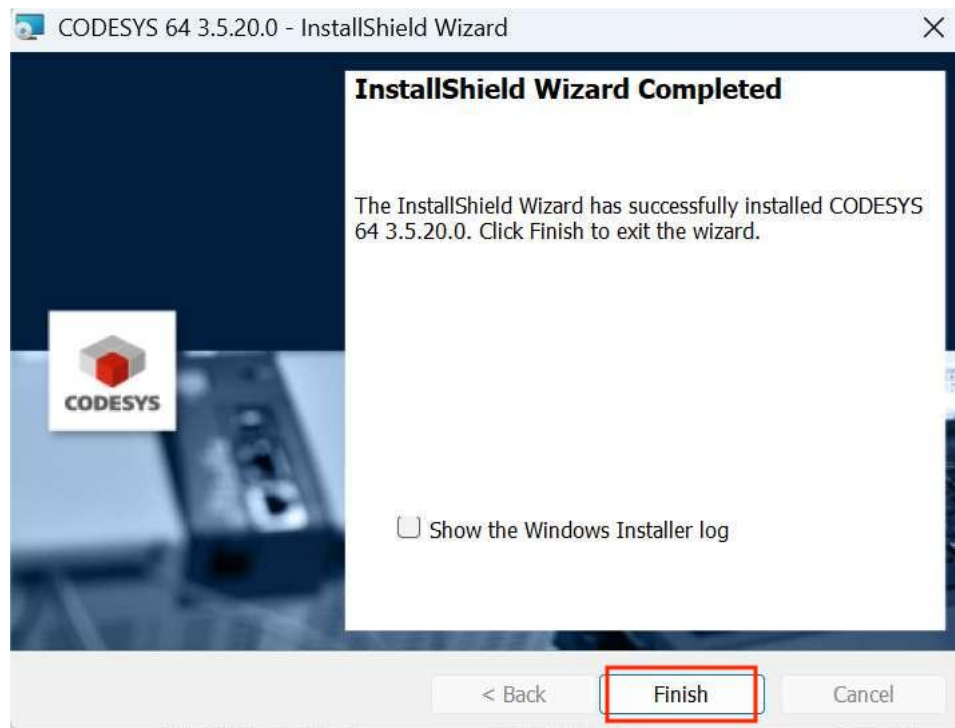 CODESYS 64 3.5.20.0 - InstallShield Wizard
InstallShield Wizard Completed
The InstallShield Wizard has successfully installed CODESYS
64 3.5.20.0. Click Finish to exit the wizard.
CODESYS
Show the Windows Installer log
< Back
Finish
Cancel